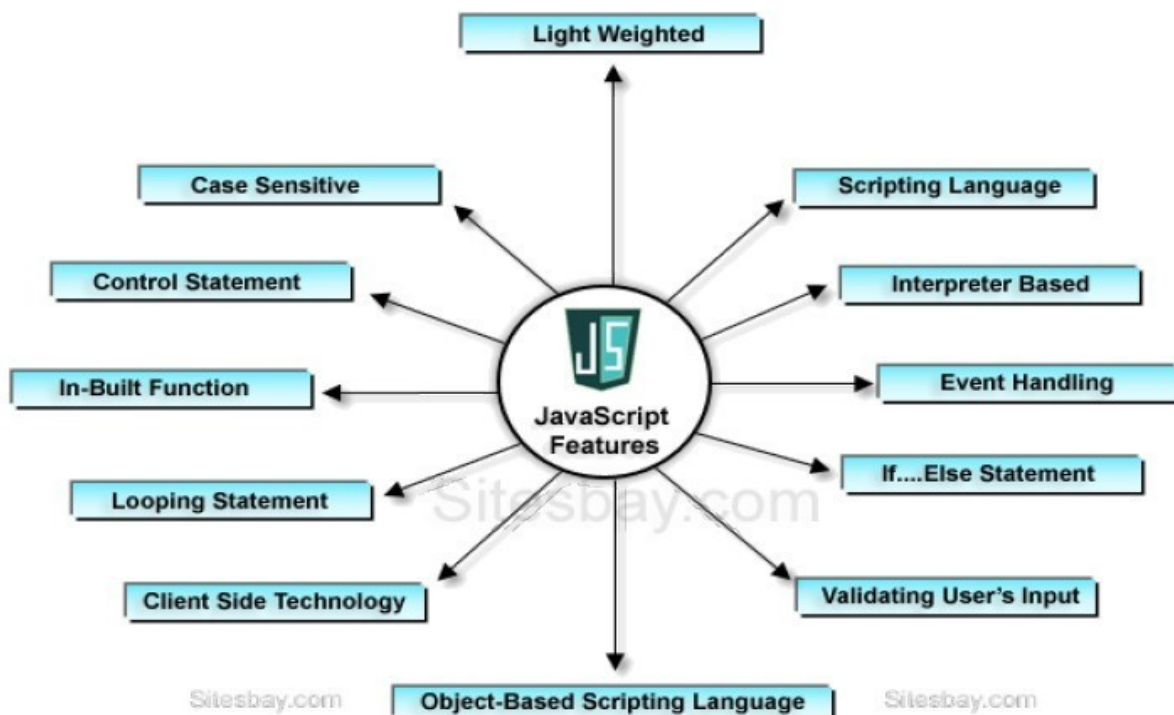 Light Weighted
Case Sensitive
Scripting Language
Control Statement
Interpreter Based
JS
In-Built Function
Event Handling
JavaScript
Features
If....Else Statement
Looping Statement
Sitesbay.com
Client Side Technology
Validating User's Input
Sitesbay.com
Object-Based Scripting Language
Sitesbay.com